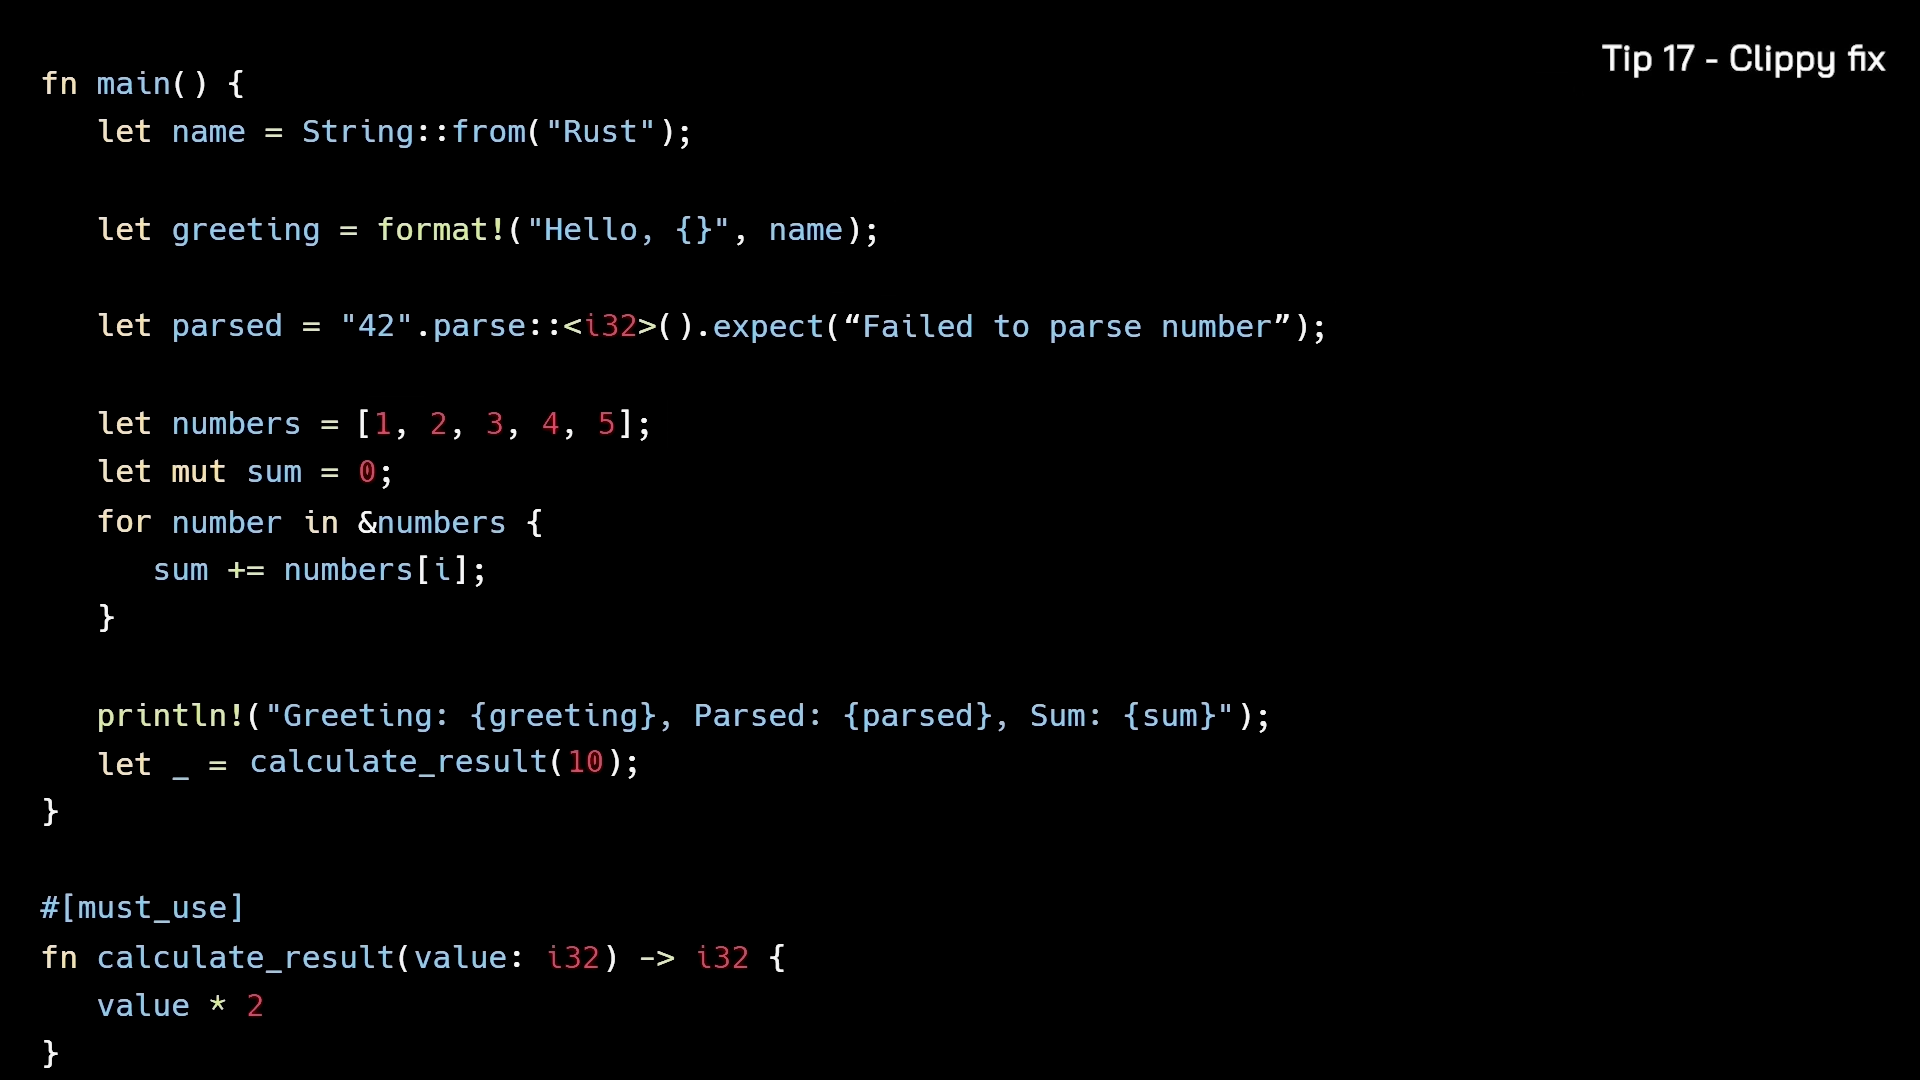 Tip 17 - Clippy fix
fn main() {
let name = String::from("Rust");
let greeting = format!("Hello, {}", name);
let parsed = "42".parse::<i32>().expect(“Failed to parse number”);
let numbers = [1, 2, 3, 4, 5];
let mut sum = 0;
for number in &numbers {
sum += numbers[i];
}
println!("Greeting: {greeting}, Parsed: {parsed}, Sum: {sum}");
let _ = calculate_result(10);
}
#[must_use]
fn calculate_result(value: i32) -> i32 {
value * 2
}